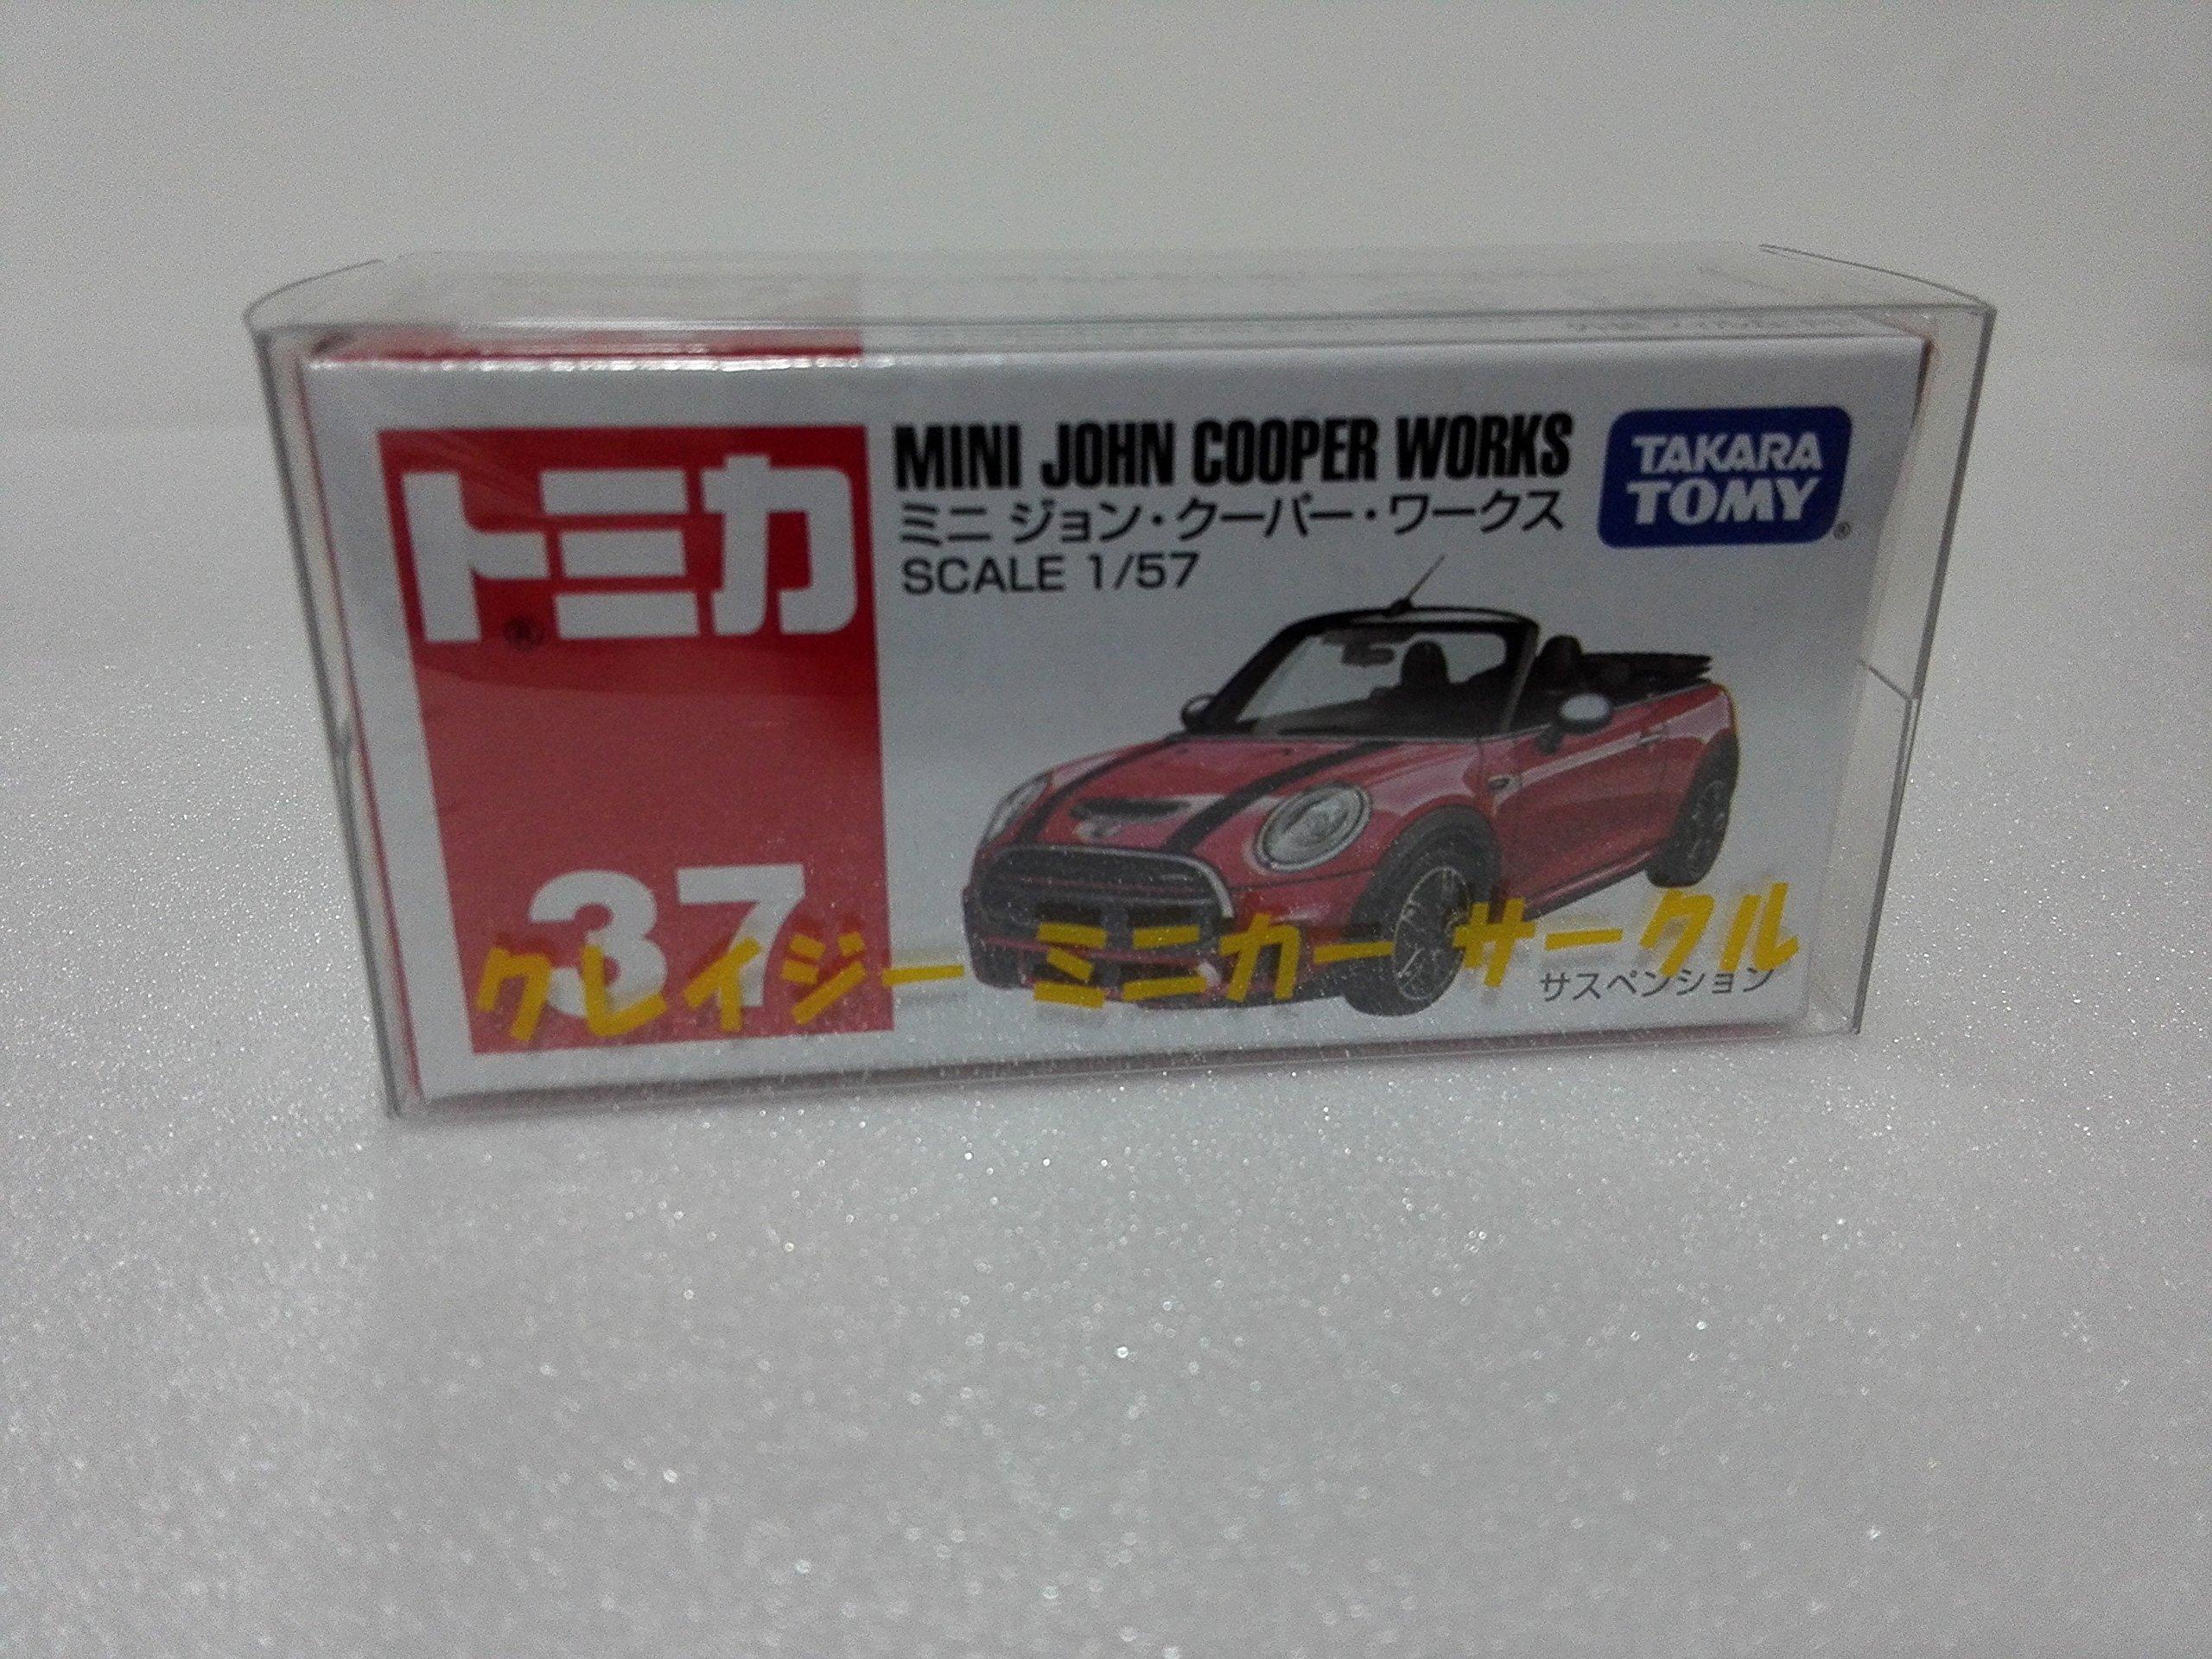 トミカ
®
37
MINI JOHN COOPER WORKS
ミニ ジョン・クーパー・ワークス
SCALE 1/57
TAKARA
TOMY
®
クレイジー ミニカー サークル
サスペンション